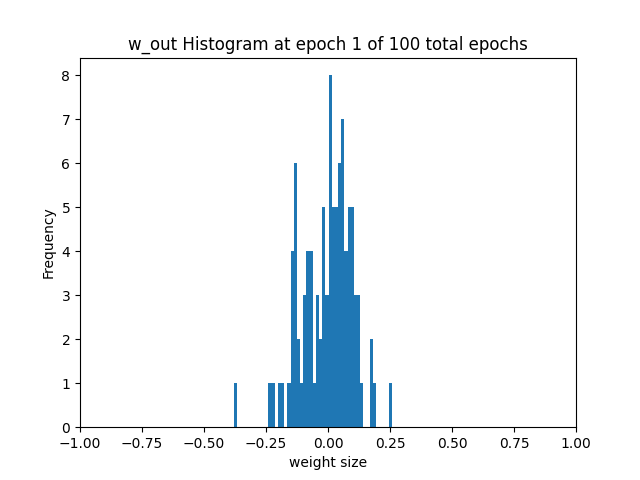 w_out Histogram at epoch 1 of 100 total epochs
Frequency
8
7
6
5
4
3
2
1
0
−1.00 −0.75 −0.50 −0.25 0.00 0.25 0.50 0.75 1.00
weight size